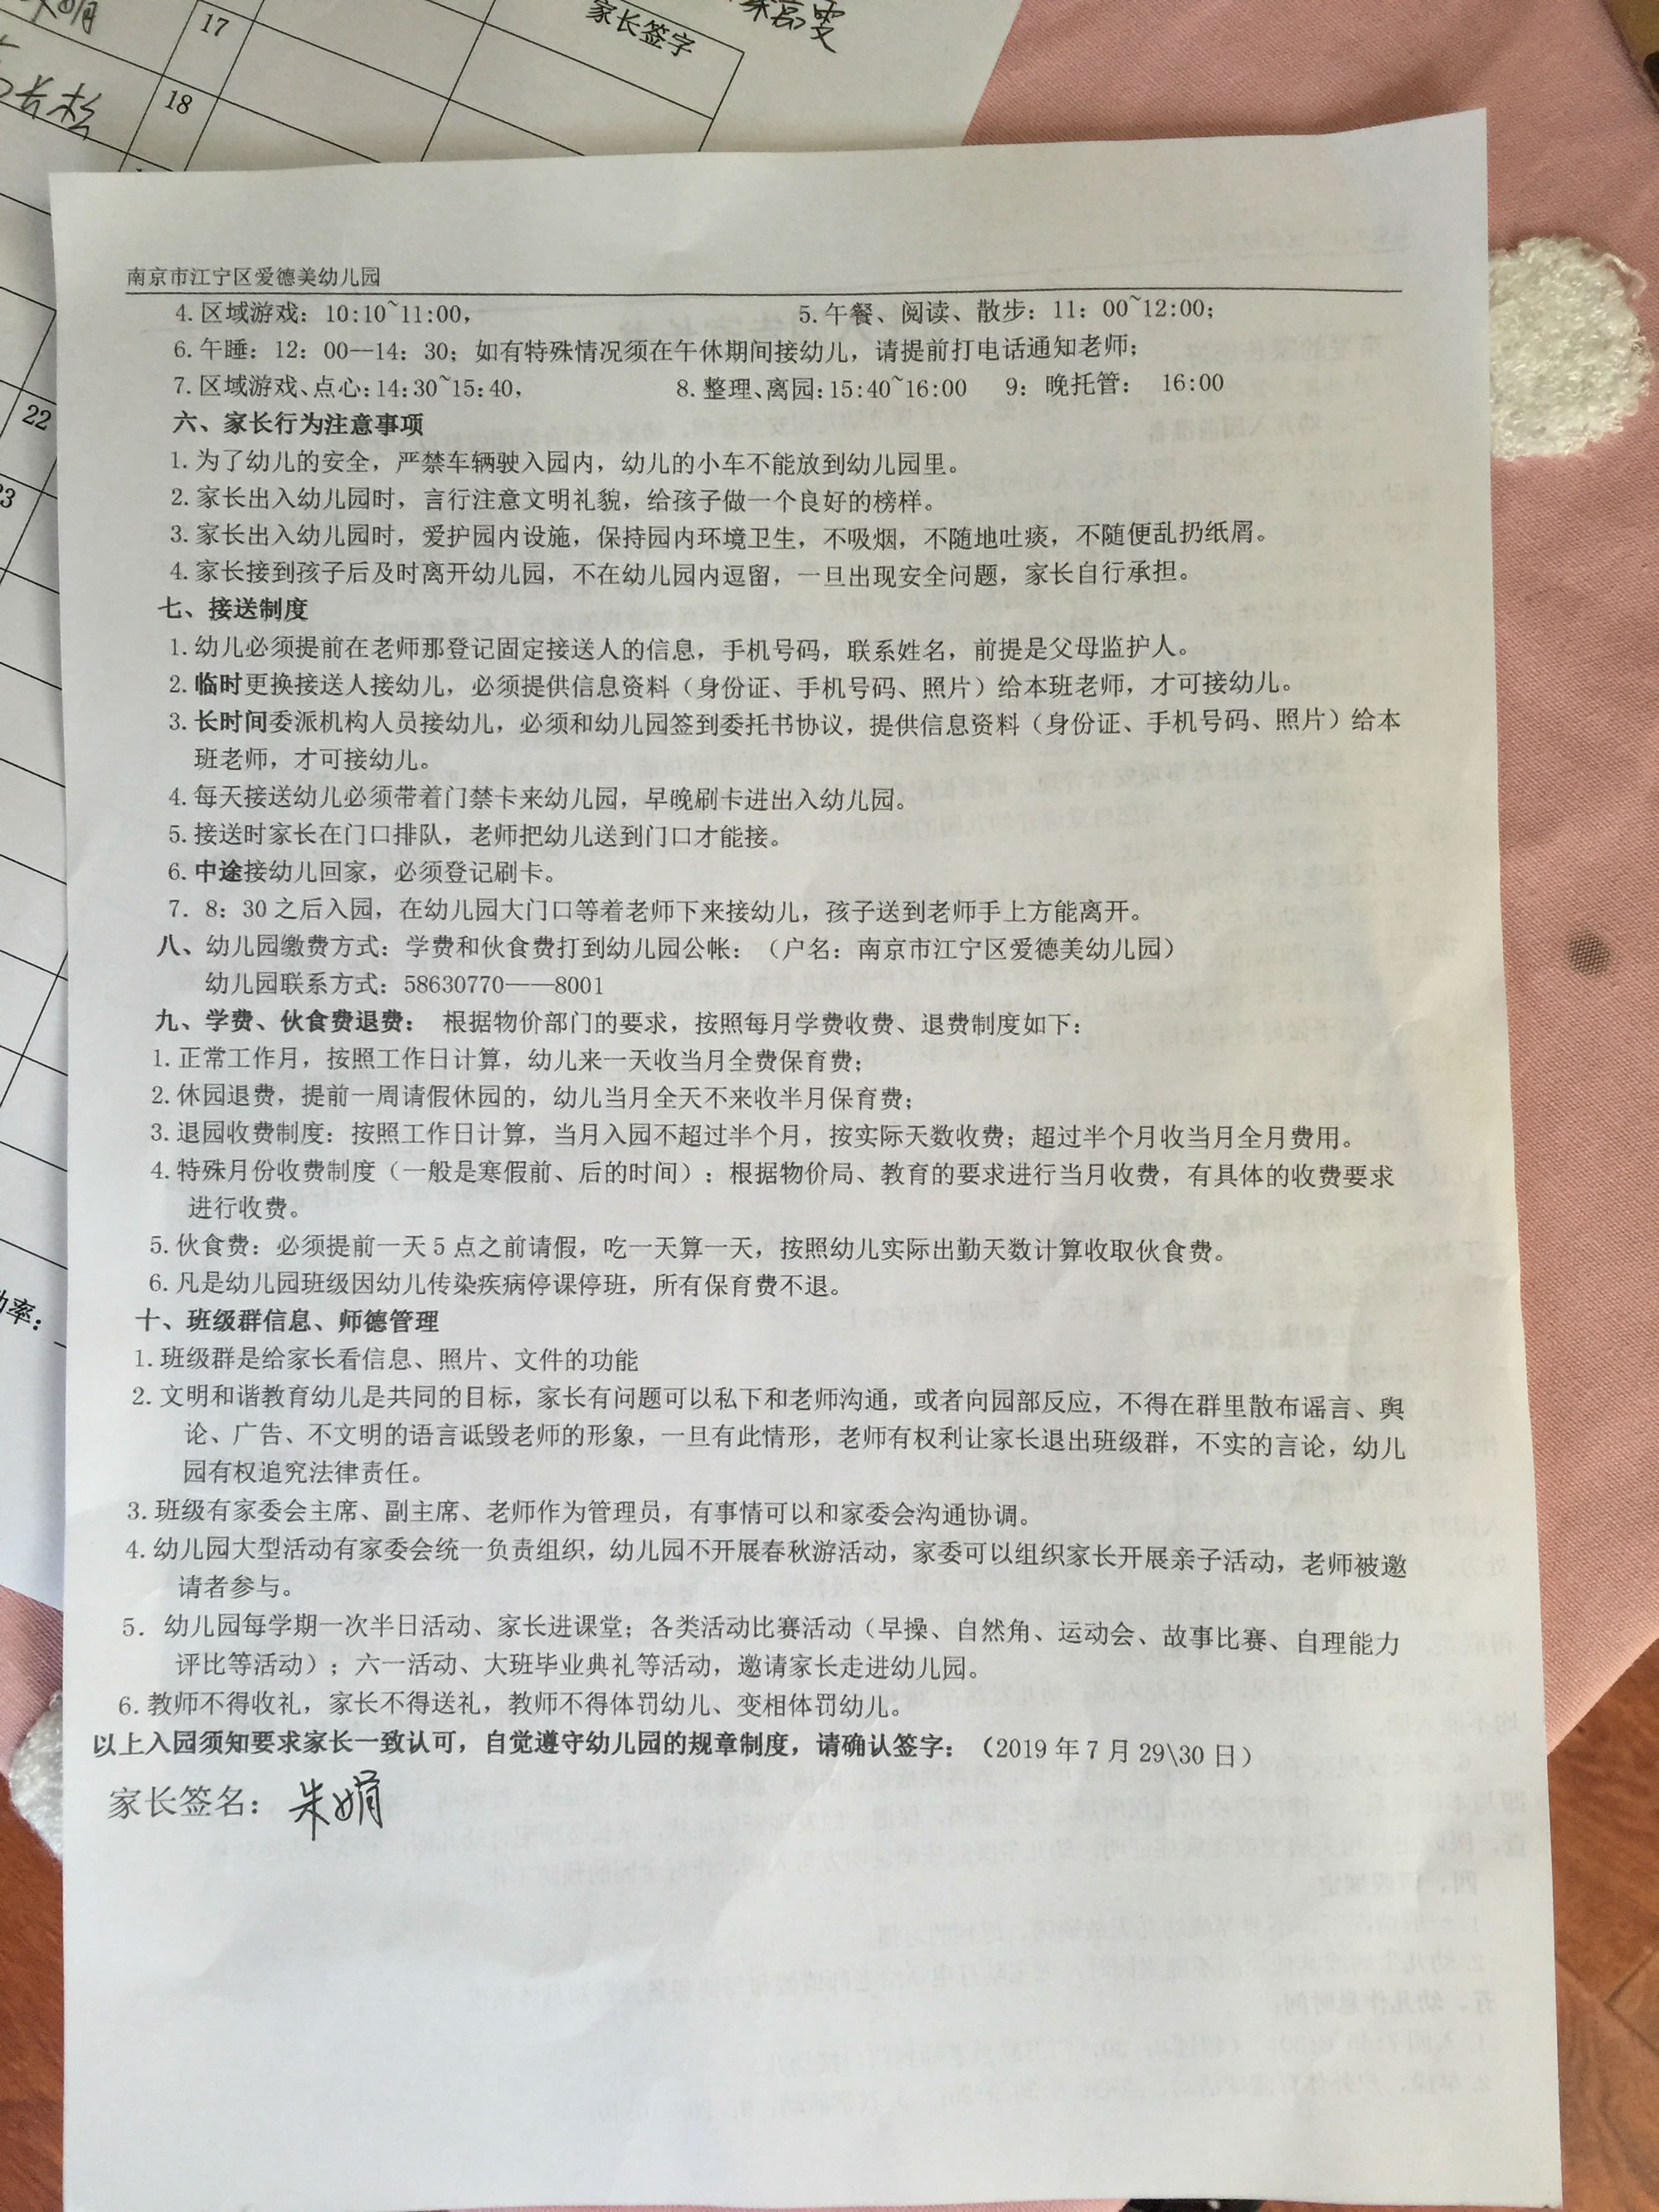 17
家长签字
18
长松
22
23
率：
南京市江宁区爱德美幼儿园
4. 区域游戏：10:10~11:00， 5. 午餐、阅读、散步：11：00~12:00；
6. 午睡：12：00—14：30；如有特殊情况须在午休期间接幼儿，请提前打电话通知老师；
7. 区域游戏、点心：14:30~15:40， 8. 整理、离园：15:40~16:00 9：晚托管： 16:00
六、家长行为注意事项
1. 为了幼儿的安全，严禁车辆驶入园内，幼儿的小车不能放到幼儿园里。
2. 家长出入幼儿园时，言行注意文明礼貌，给孩子做一个良好的榜样。
3. 家长出入幼儿园时，爱护园内设施，保持园内环境卫生，不吸烟，不随地吐痰，不随便乱扔纸屑。
4. 家长接到孩子后及时离开幼儿园，不在幼儿园内逗留，一旦出现安全问题，家长自行承担。
七、接送制度
1. 幼儿必须提前在老师那登记固定接送人的信息，手机号码，联系姓名，前提是父母监护人。
2. 临时更换接送人接幼儿，必须提供信息资料（身份证、手机号码、照片）给本班老师，才可接幼儿。
3. 长时间委派机构人员接幼儿，必须和幼儿园签到委托书协议，提供信息资料（身份证、手机号码、照片）给本
班老师，才可接幼儿。
4. 每天接送幼儿必须带着门禁卡来幼儿园，早晚刷卡进出入幼儿园。
5. 接送时家长在门口排队，老师把幼儿送到门口才能接。
6. 中途接幼儿回家，必须登记刷卡。
7. 8：30 之后入园，在幼儿园大门口等着老师下来接幼儿，孩子送到老师手上方能离开。
八、幼儿园缴费方式：学费和伙食费打到幼儿园公帐：（户名：南京市江宁区爱德美幼儿园）
幼儿园联系方式：58630770——8001
九、学费、伙食费退费： 根据物价部门的要求，按照每月学费收费、退费制度如下：
1. 正常工作月，按照工作日计算，幼儿来一天收当月全费保育费；
2. 休园退费，提前一周请假休园的，幼儿当月全天不来收半月保育费；
3. 退园收费制度：按照工作日计算，当月入园不超过半个月，按实际天数收费；超过半个月收当月全月费用。
4. 特殊月份收费制度（一般是寒假前、后的时间）：根据物价局、教育的要求进行当月收费，有具体的收费要求
进行收费。
5. 伙食费：必须提前一天 5 点之前请假，吃一天算一天，按照幼儿实际出勤天数计算收取伙食费。
6. 凡是幼儿园班级因幼儿传染疾病停课停班，所有保育费不退。
十、班级群信息、师德管理
1. 班级群是给家长看信息、照片、文件的功能
2. 文明和谐教育幼儿是共同的目标，家长有问题可以私下和老师沟通，或者向园部反应，不得在群里散布谣言、舆
论、广告、不文明的语言诋毁老师的形象，一旦有此情形，老师有权利让家长退出班级群，不实的言论，幼儿
园有权追究法律责任。
3. 班级有家委会主席、副主席、老师作为管理员，有事情可以和家委会沟通协调。
4. 幼儿园大型活动有家委会统一负责组织，幼儿园不开展春秋游活动，家委可以组织家长开展亲子活动，老师被邀
请者参与。
5. 幼儿园每学期一次半日活动、家长进课堂；各类活动比赛活动（早操、自然角、运动会、故事比赛、自理能力
评比等活动）；六一活动、大班毕业典礼等活动，邀请家长走进幼儿园。
6. 教师不得收礼，家长不得送礼，教师不得体罚幼儿、变相体罚幼儿。
以上入园须知要求家长一致认可，自觉遵守幼儿园的规章制度，请确认签字：（2019 年 7 月 29\30 日）
家长签名：朱娟